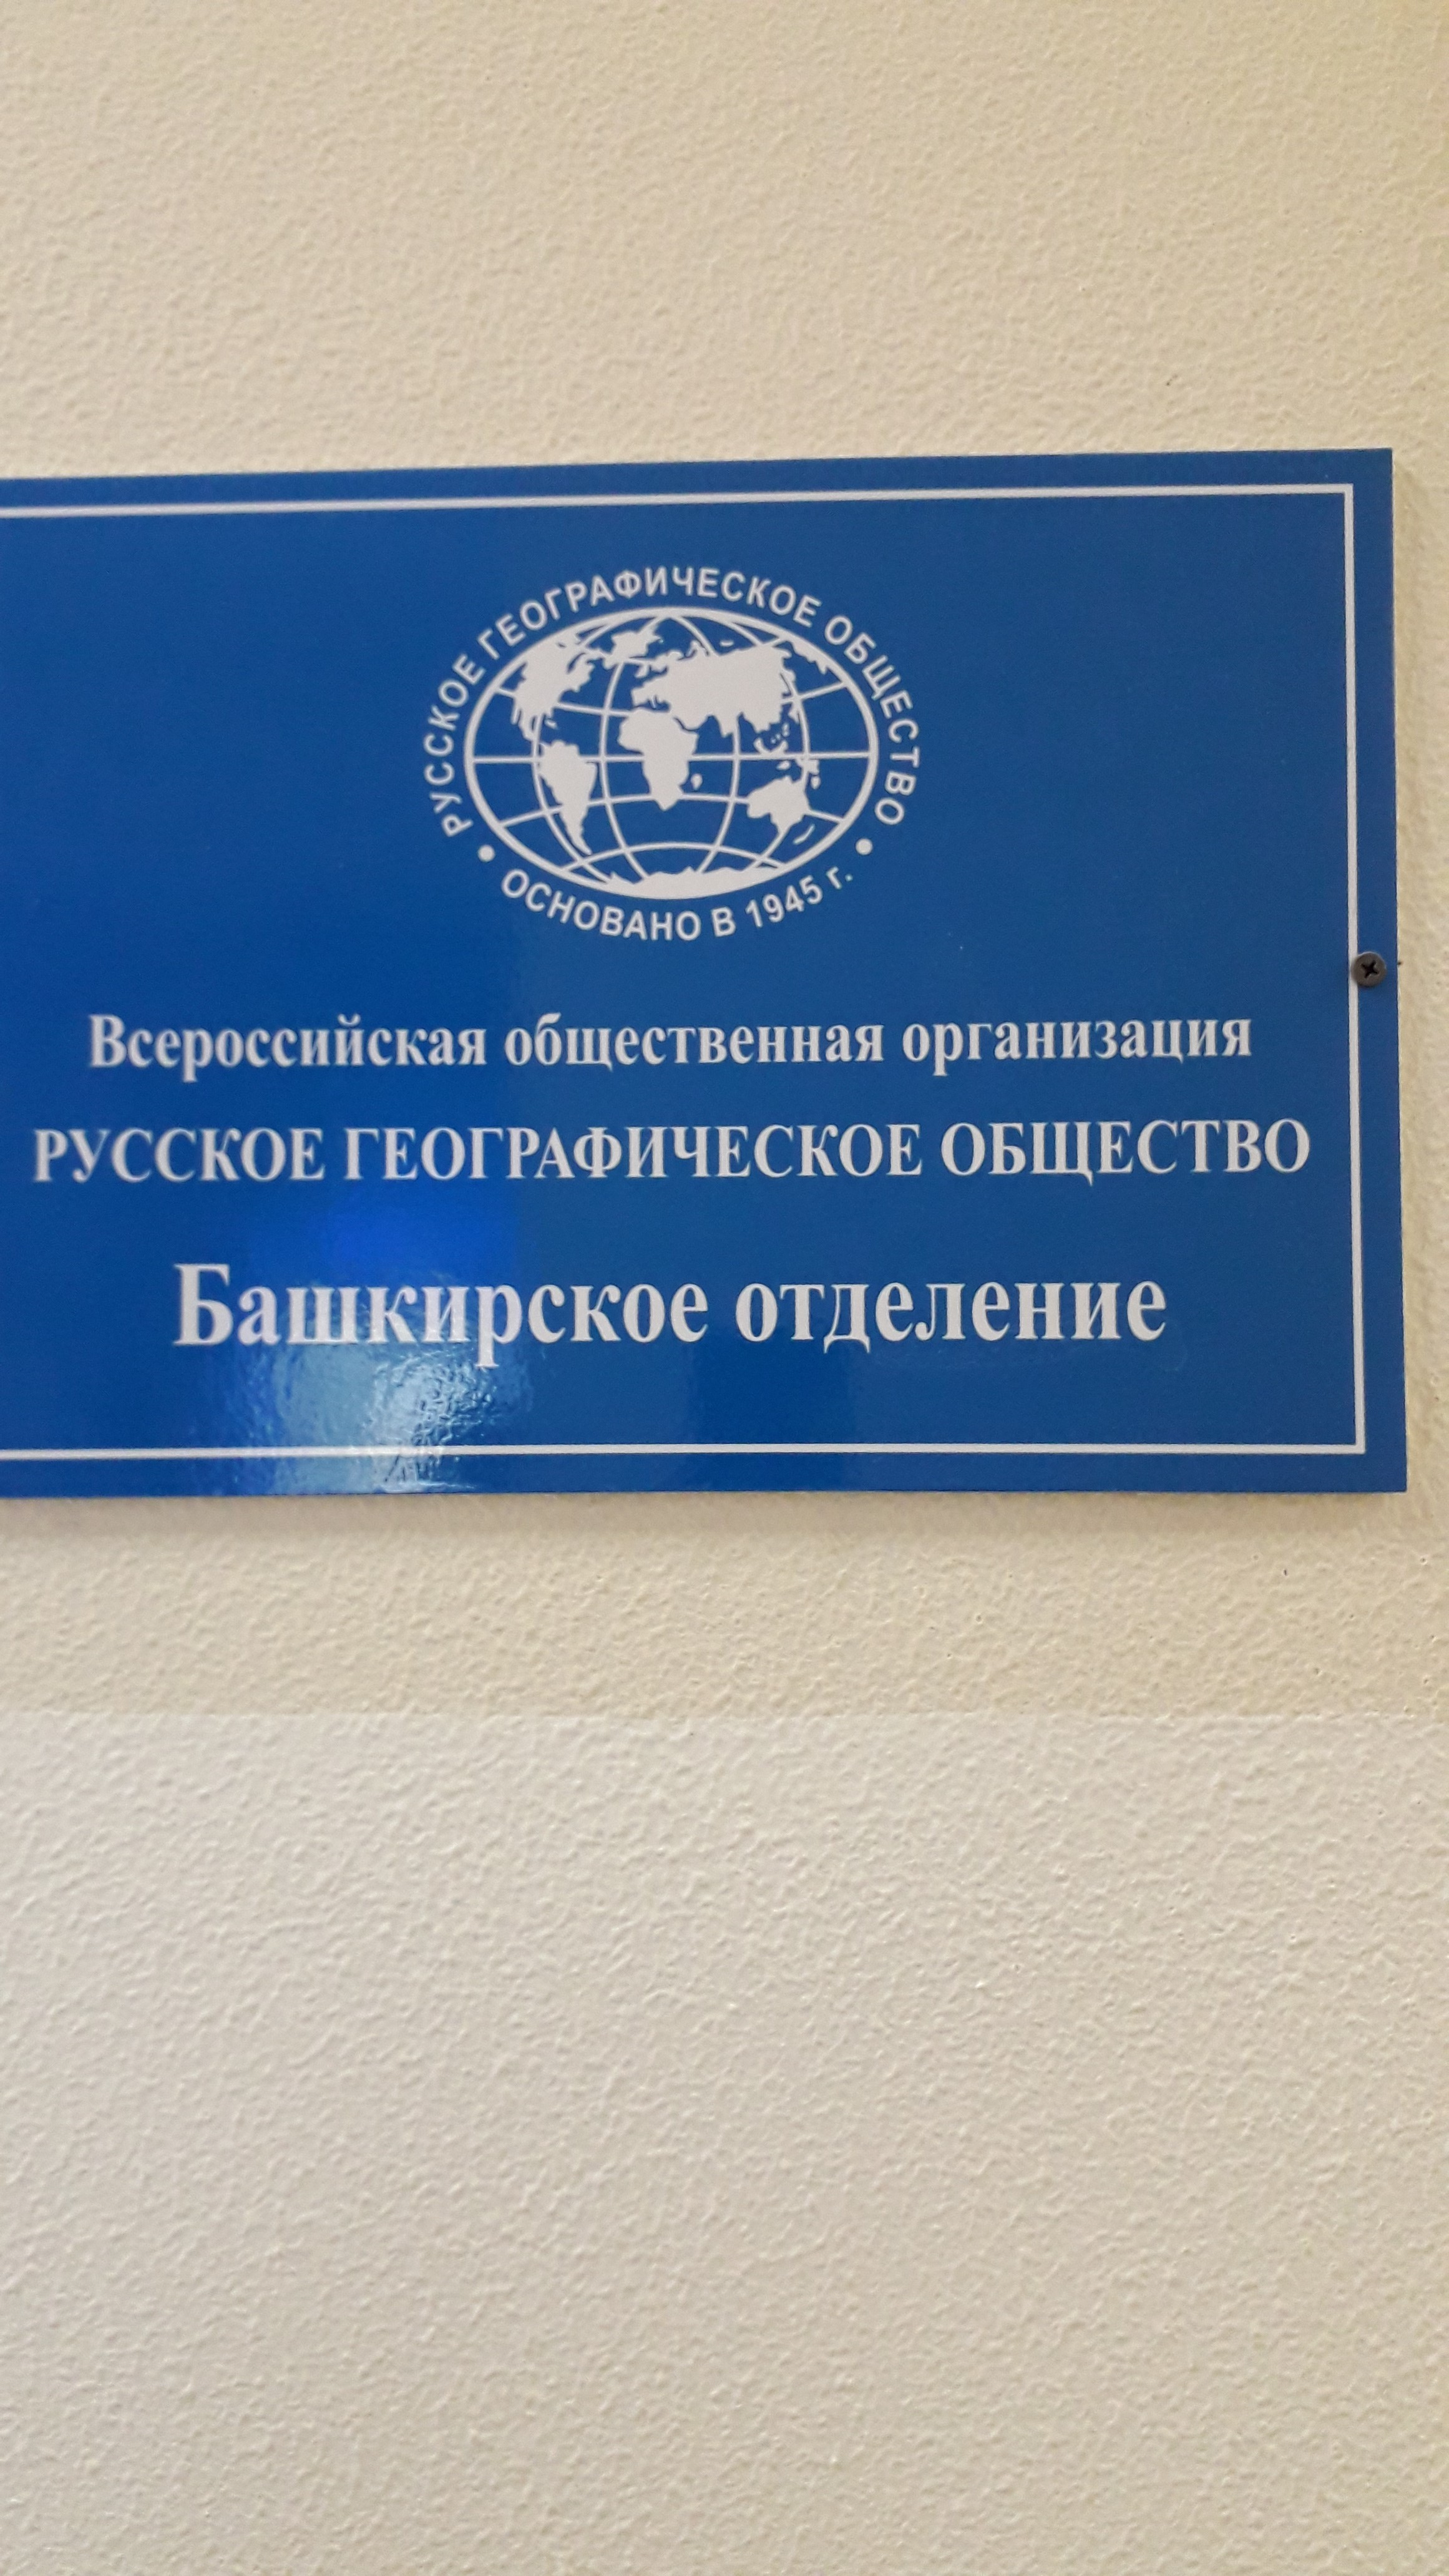 РУССКОЕ ГЕОГРАФИЧЕСКОЕ ОБЩЕСТВО
• ОСНОВАНО В 1945 г. •
Всероссийская общественная организация
РУССКОЕ ГЕОГРАФИЧЕСКОЕ ОБЩЕСТВО
Башкирское отделение